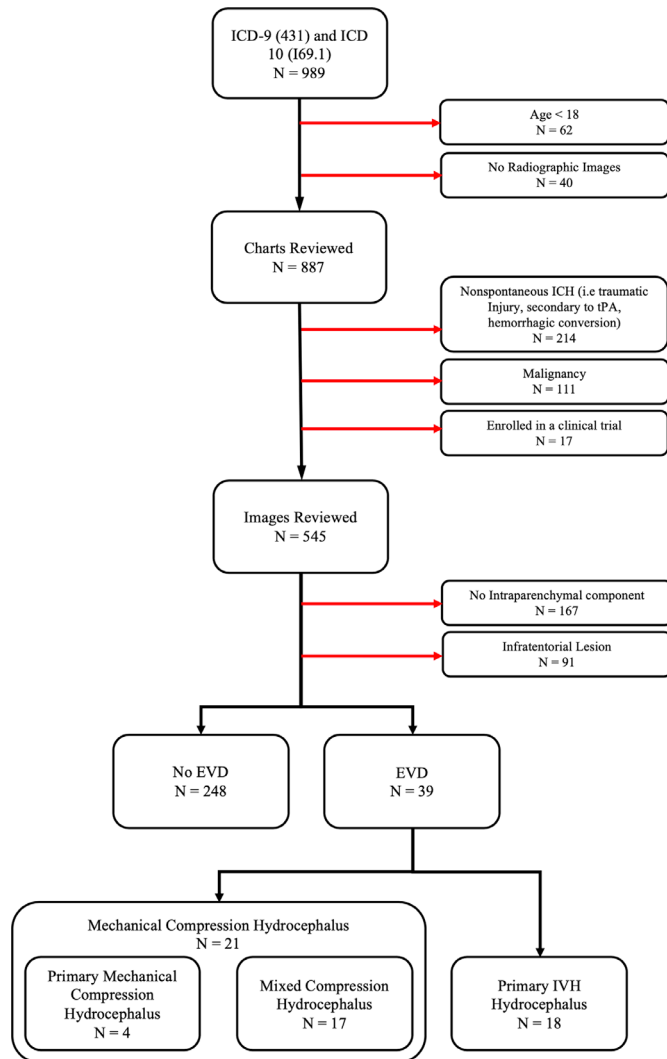 ICD-9 (431) and ICD
10 (I69.1)
N = 989
Age < 18
N = 62
No Radiographic Images
N = 40
Charts Reviewed
N = 887
Nonspontaneous ICH (i.e traumatic
Injury, secondary to tPA,
hemorrhagic conversion)
N = 214
Malignancy
N = 111
Enrolled in a clinical trial
N = 17
Images Reviewed
N = 545
No Intraparenchymal component
N = 167
Infratentorial Lesion
N = 91
No EVD
N = 248
EVD
N = 39
Mechanical Compression Hydrocephalus
N = 21
Primary Mechanical
Compression
Hydrocephalus
N = 4
Mixed Compression
Hydrocephalus
N = 17
Primary IVH
Hydrocephalus
N = 18